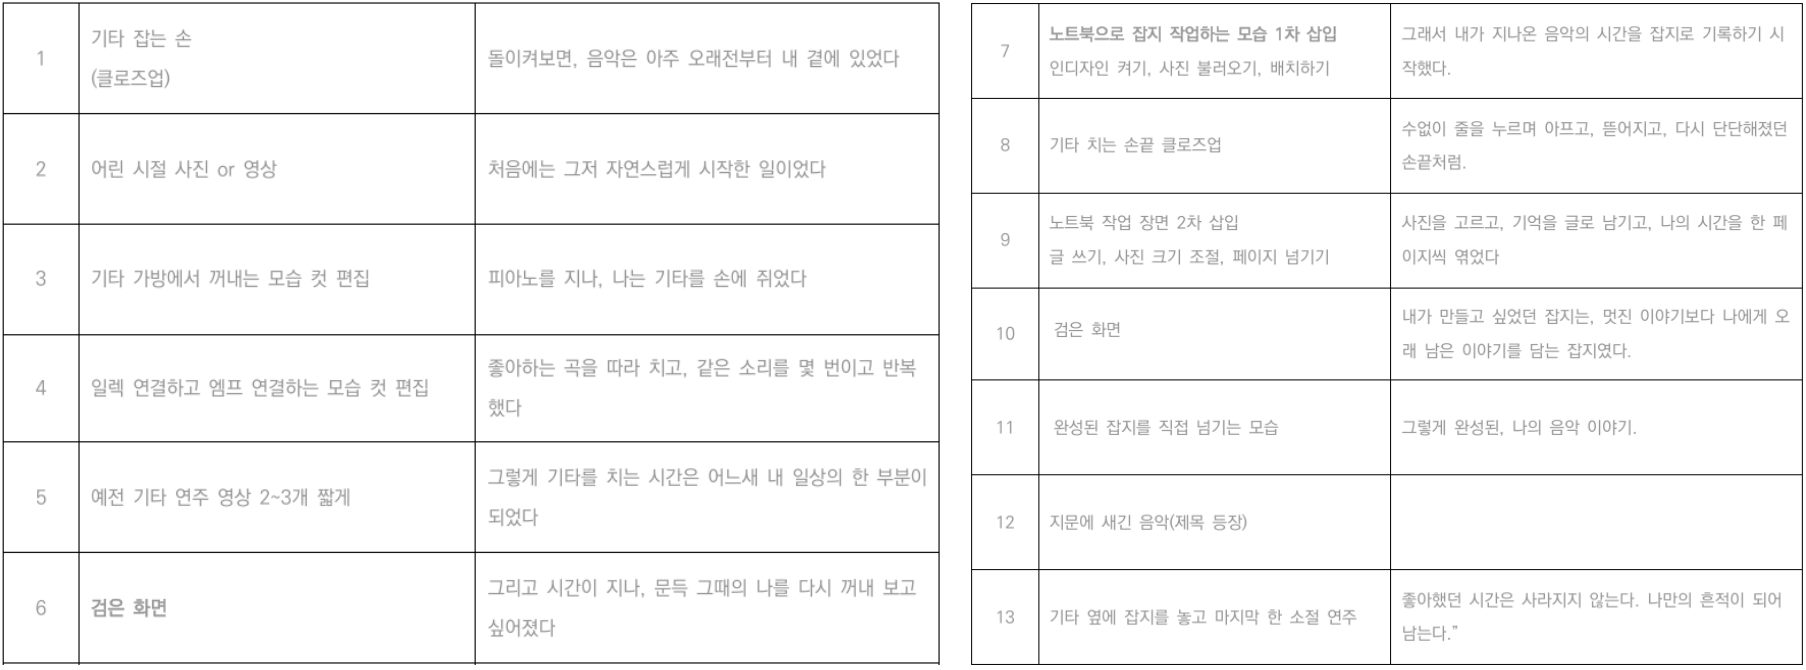 1
기타 잡는 손
(클로즈업)
돌이켜보면, 음악은 아주 오래전부터 내 곁에 있었다
2
어린 시절 사진 or 영상
처음에는 그저 자연스럽게 시작한 일이었다
3
기타 가방에서 꺼내는 모습 컷 편집
피아노를 지나, 나는 기타를 손에 쥐었다
4
일렉 연결하고 엠프 연결하는 모습 컷 편집
좋아하는 곡을 따라 치고, 같은 소리를 몇 번이고 반복
했다
5
예전 기타 연주 영상 2~3개 짧게
그렇게 기타를 치는 시간은 어느새 내 일상의 한 부분이
되었다
6
검은 화면
그리고 시간이 지나, 문득 그때의 나를 다시 꺼내 보고
싶어졌다
7
노트북으로 잡지 작업하는 모습 1차 삽입
인디자인 켜기, 사진 불러오기, 배치하기
그래서 내가 지나온 음악의 시간을 잡지로 기록하기 시
작했다.
8
기타 치는 손끝 클로즈업
수없이 줄을 누르며 아프고, 뜯어지고, 다시 단단해졌던
손끝처럼.
9
노트북 작업 장면 2차 삽입
글 쓰기, 사진 크기 조절, 페이지 넘기기
사진을 고르고, 기억을 글로 남기고, 나의 시간을 한 페
이지씩 엮었다
10
검은 화면
내가 만들고 싶었던 잡지는, 멋진 이야기보다 나에게 오
래 남은 이야기를 담는 잡지였다.
11
완성된 잡지를 직접 넘기는 모습
그렇게 완성된, 나의 음악 이야기.
12
지문에 새긴 음악(제목 등장)
13
기타 옆에 잡지를 놓고 마지막 한 소절 연주
좋아했던 시간은 사라지지 않는다. 나만의 흔적이 되어
남는다.”